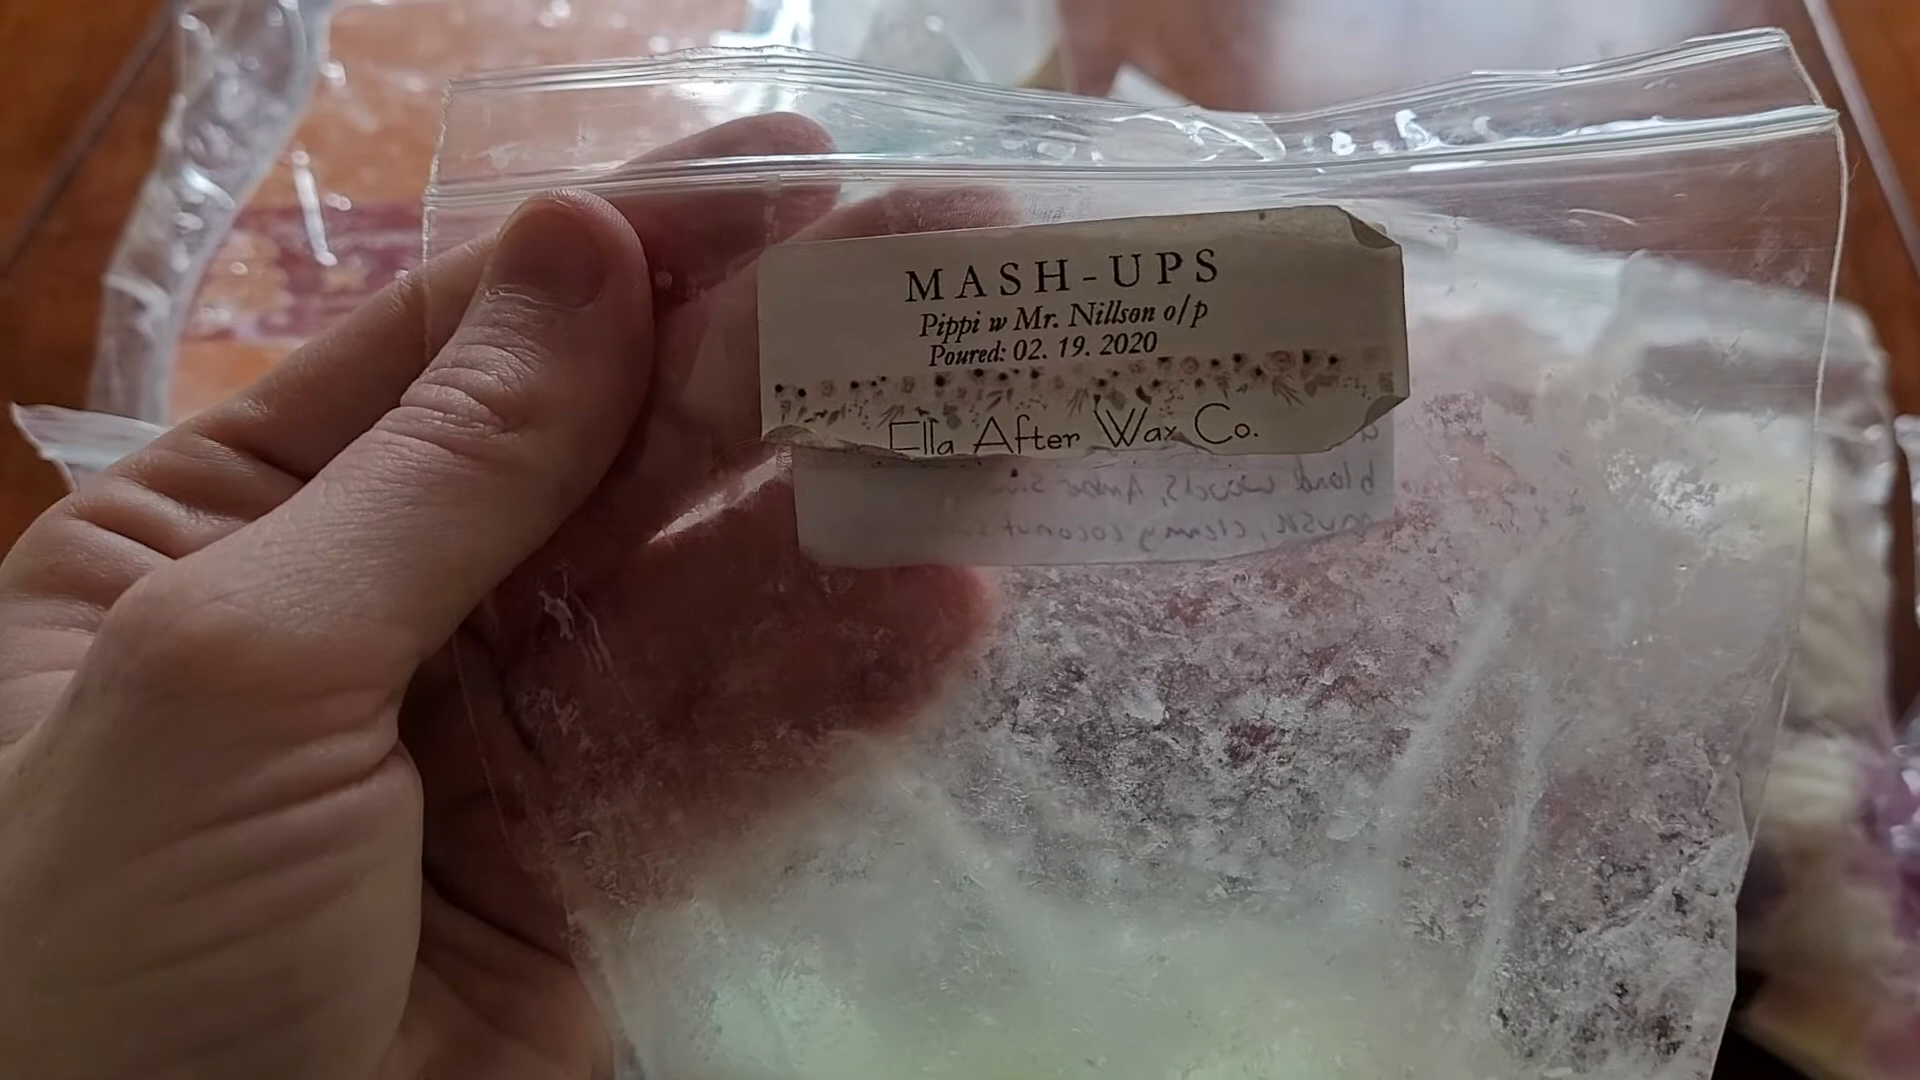 MASH-UPS
Pippi w Mr. Nillson o/p
Poured: 02. 19. 2020
Ella After Wax Co.
blond woods, Amber
musk, creamy coconut